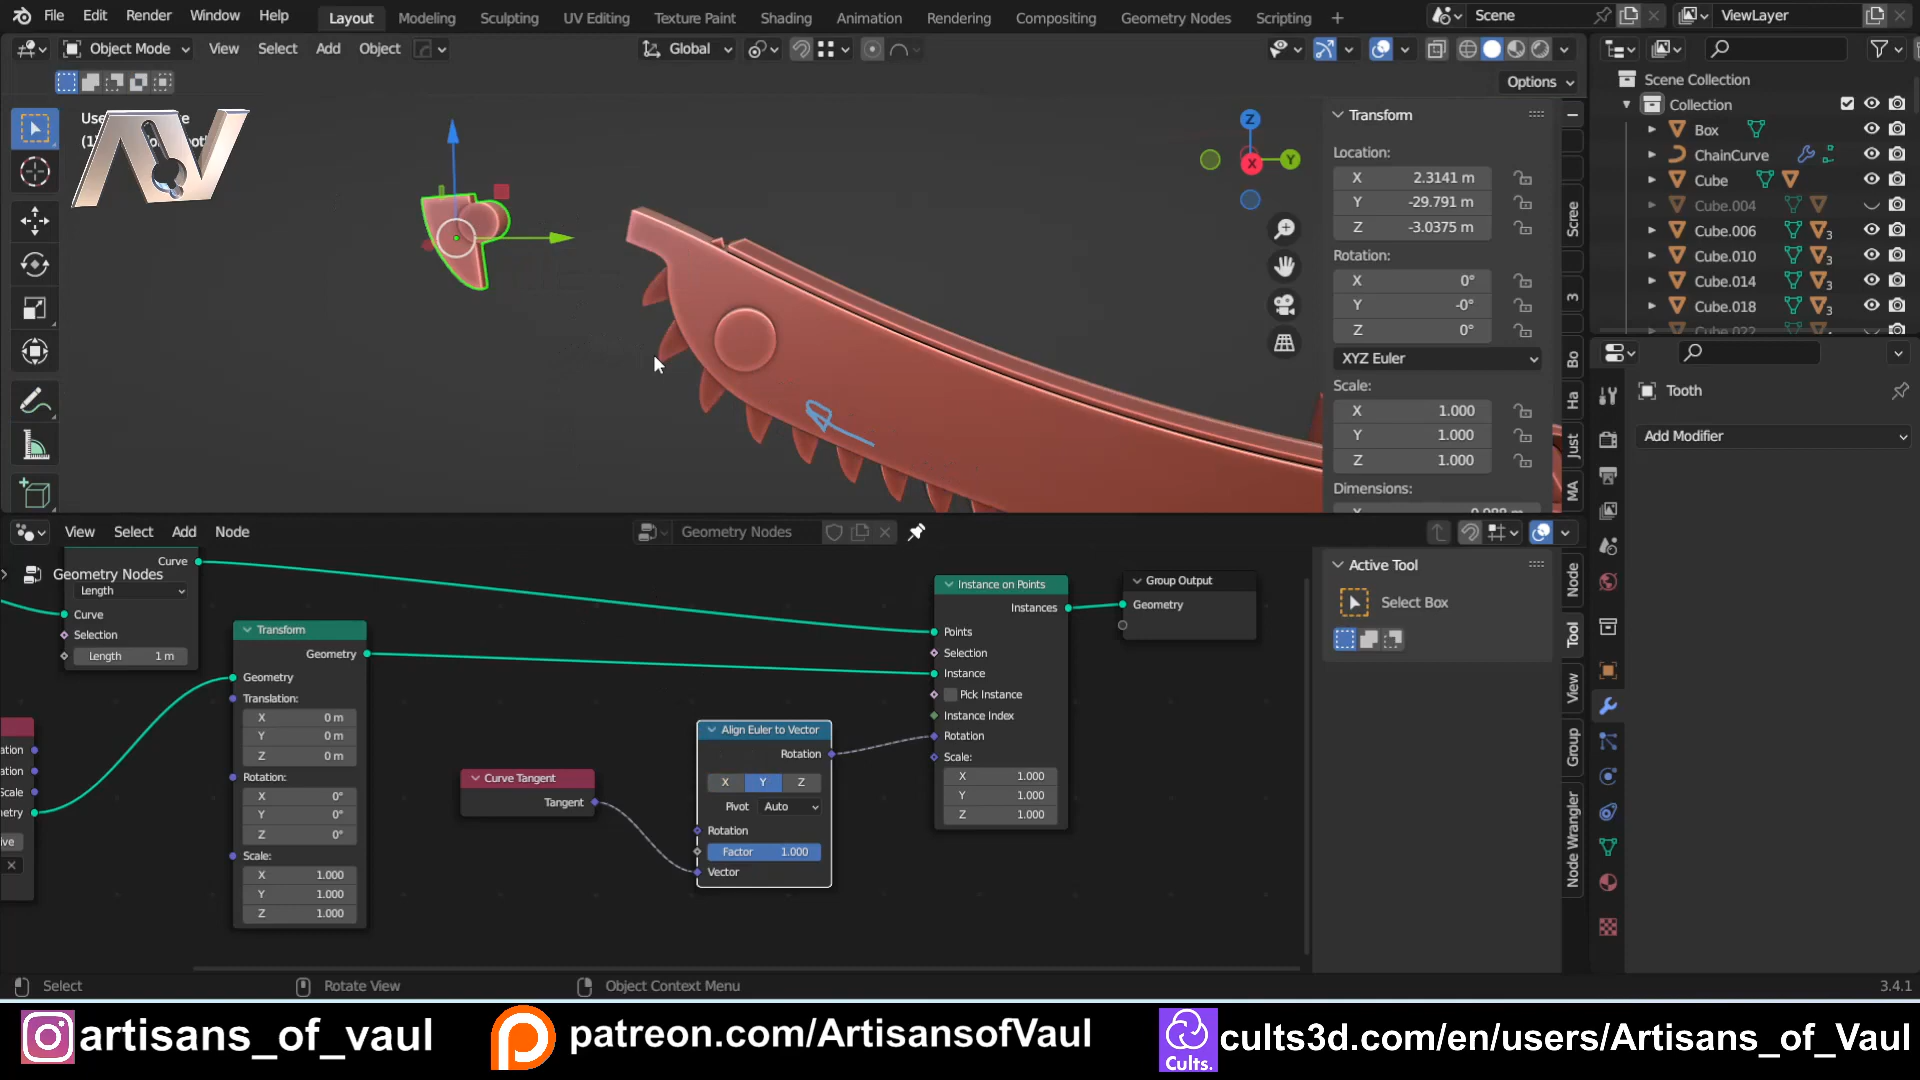 File Edit Render Window Help Layout Modeling Sculpting UV Editing Texture Paint Shading Animation Rendering Compositing Geometry Nodes Scripting + Scene ViewLayer
Object Mode View Select Add Object Global
Options
Scene Collection
Collection
Box
ChainCurve
Cube
Cube.004
Cube.006
Cube.010
Cube.014
Cube.018
Cube.022
Transform
Location:
X 2.3141 m
Y -29.791 m
Z -3.0375 m
Rotation:
X 0°
Y -0°
Z 0°
XYZ Euler
Scale:
X 1.000
Y 1.000
Z 1.000
Dimensions:
Z
Y
X
Scree
3
Bo
Ha
Just
MA
Tooth
Add Modifier
View Select Add Node Geometry Nodes
Geometry Nodes
Curve
Length
Curve
Selection
Length 1 m
Transform
Geometry
Geometry
Translation:
X 0 m
Y 0 m
Z 0 m
Rotation:
X 0°
Y 0°
Z 0°
Scale:
X 1.000
Y 1.000
Z 1.000
Curve Tangent
Tangent
Align Euler to Vector
Rotation
X Y Z
Pivot Auto
Rotation
Factor 1.000
Vector
Instance on Points
Instances
Points
Selection
Instance
Pick Instance
Instance Index
Rotation
Scale:
X 1.000
Y 1.000
Z 1.000
Group Output
Geometry
Active Tool
Select Box
Node
Tool
View
Group
Node Wrangler
Select Rotate View Object Context Menu 3.4.1
artisans_of_vaul patreon.com/ArtisansofVaul Cults. cults3d.com/en/users/Artisans_of_Vaul